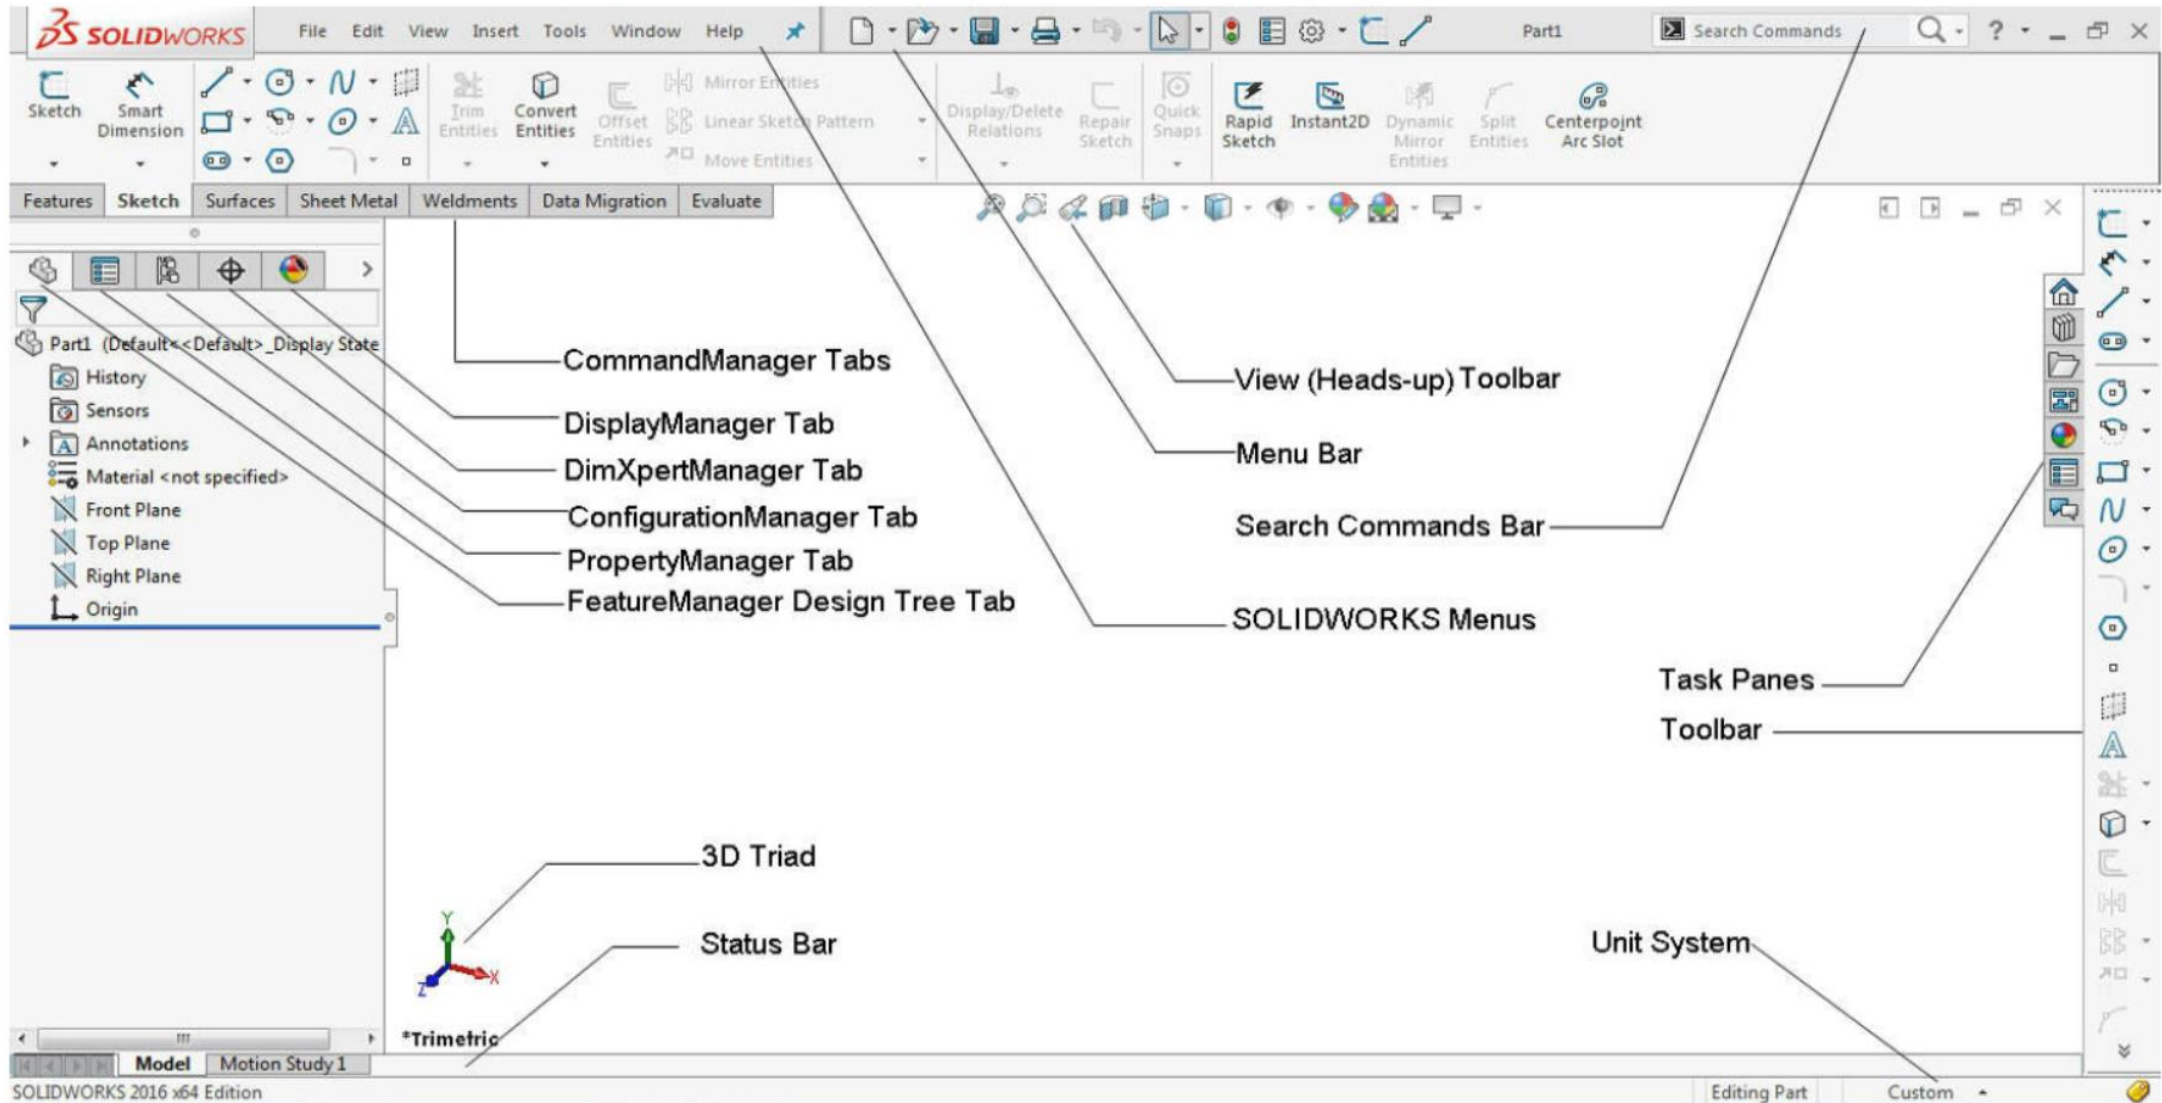 SOLIDWORKS File Edit View Insert Tools Window Help Part1 Search Commands ?
Sketch
Smart
Dimension
Trim
Entities
Convert
Entities
Offset
Entities
Mirror Entities
Linear Sketch Pattern
Move Entities
Display/Delete
Relations
Repair
Sketch
Quick
Snaps
Rapid
Sketch
Instant2D
Dynamic
Mirror
Entities
Split
Entities
Centerpoint
Arc Slot
Features Sketch Surfaces Sheet Metal Weldments Data Migration Evaluate
Part1 (Default<<Default>_Display State
History
Sensors
Annotations
Material <not specified>
Front Plane
Top Plane
Right Plane
Origin
CommandManager Tabs
DisplayManager Tab
DimXpertManager Tab
ConfigurationManager Tab
PropertyManager Tab
FeatureManager Design Tree Tab
View (Heads-up) Toolbar
Menu Bar
Search Commands Bar
SOLIDWORKS Menus
Task Panes
Toolbar
3D Triad
Status Bar
Unit System
Y
X
Z
*Trimetric
Model Motion Study 1
SOLIDWORKS 2016 x64 Edition Editing Part Custom